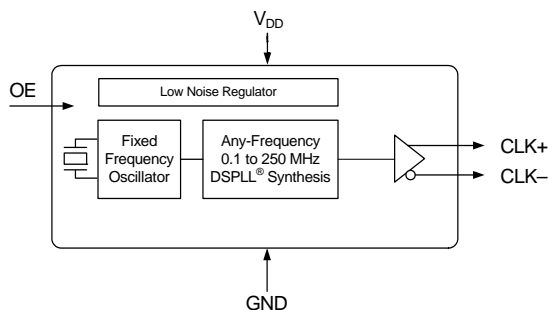 V_DD
OE
Low Noise Regulator
Fixed
Frequency
Oscillator
Any-Frequency
0.1 to 250 MHz
DSPLL® Synthesis
CLK+
CLK–
GND